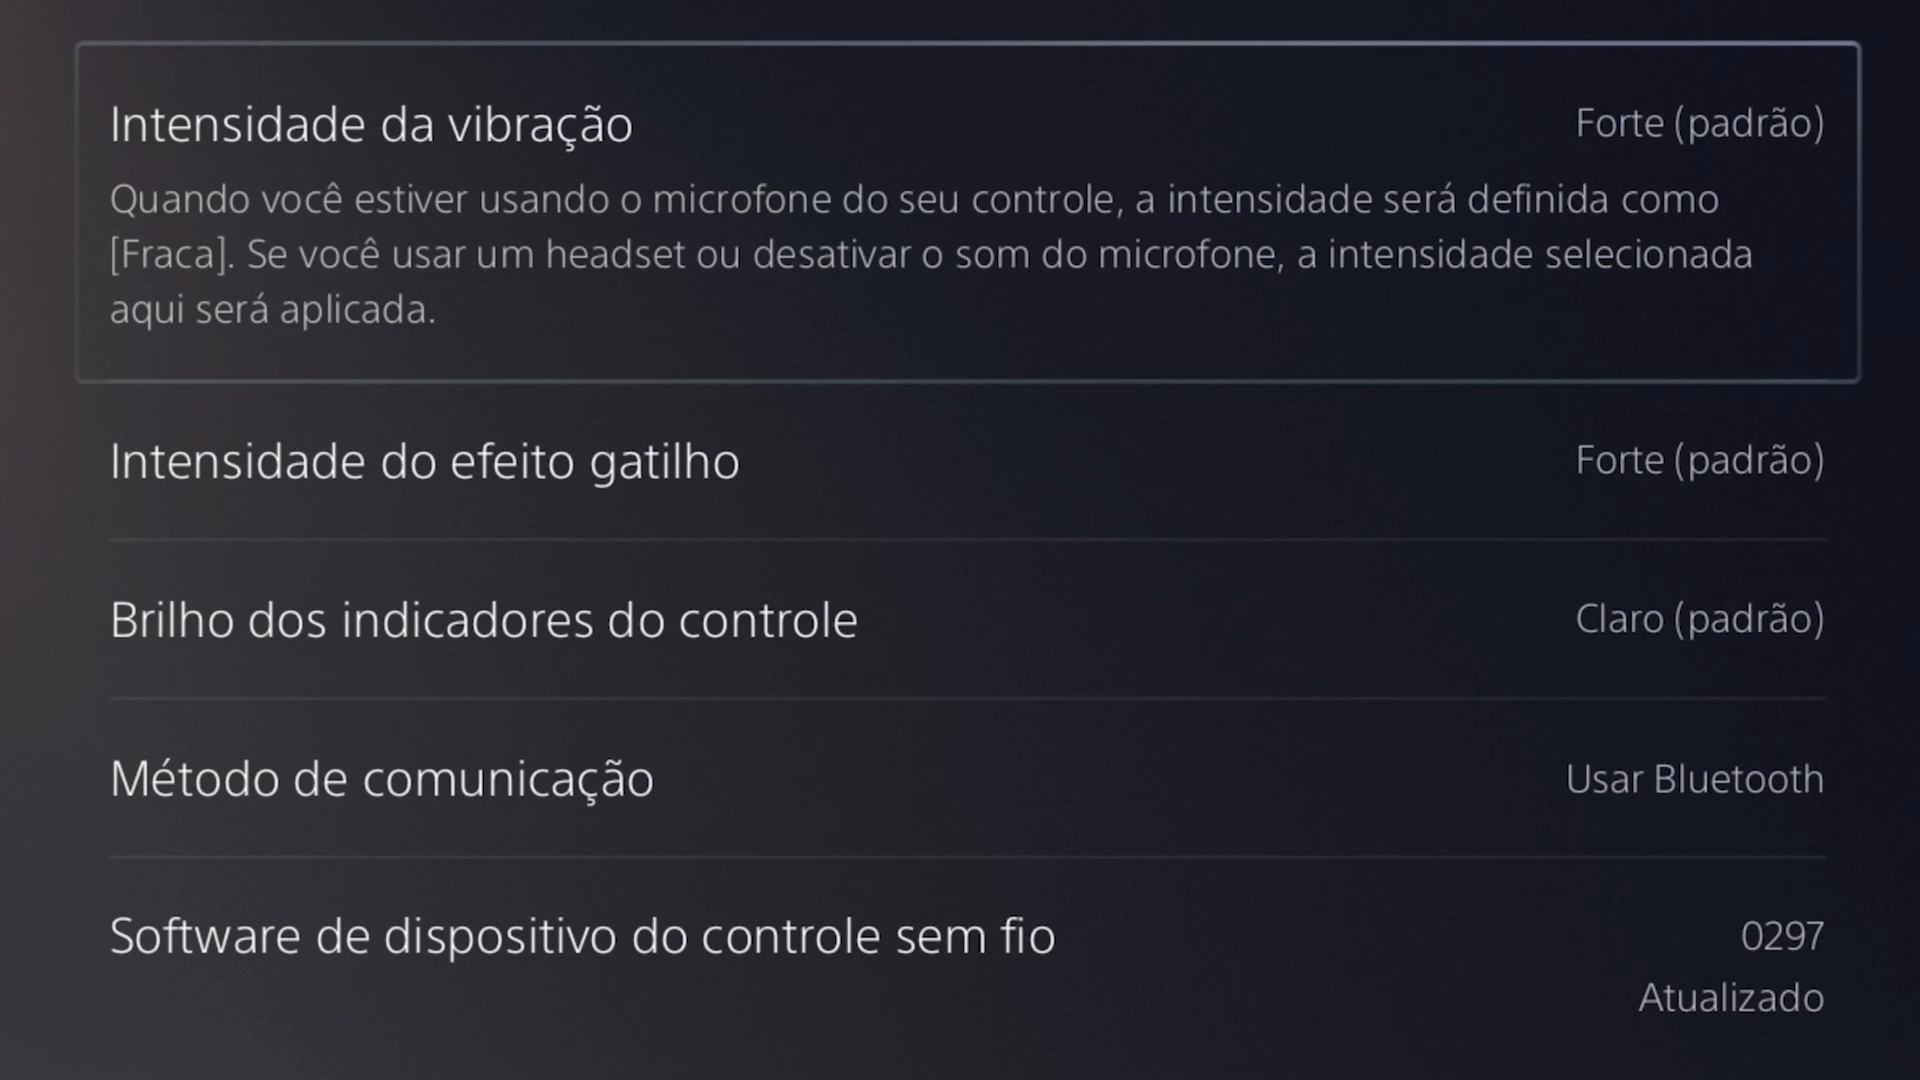 Intensidade da vibração
Forte (padrão)
Quando você estiver usando o microfone do seu controle, a intensidade será definida como
[Fraca]. Se você usar um headset ou desativar o som do microfone, a intensidade selecionada
aqui será aplicada.
Intensidade do efeito gatilho
Forte (padrão)
Brilho dos indicadores do controle
Claro (padrão)
Método de comunicação
Usar Bluetooth
Software de dispositivo do controle sem fio
0297
Atualizado